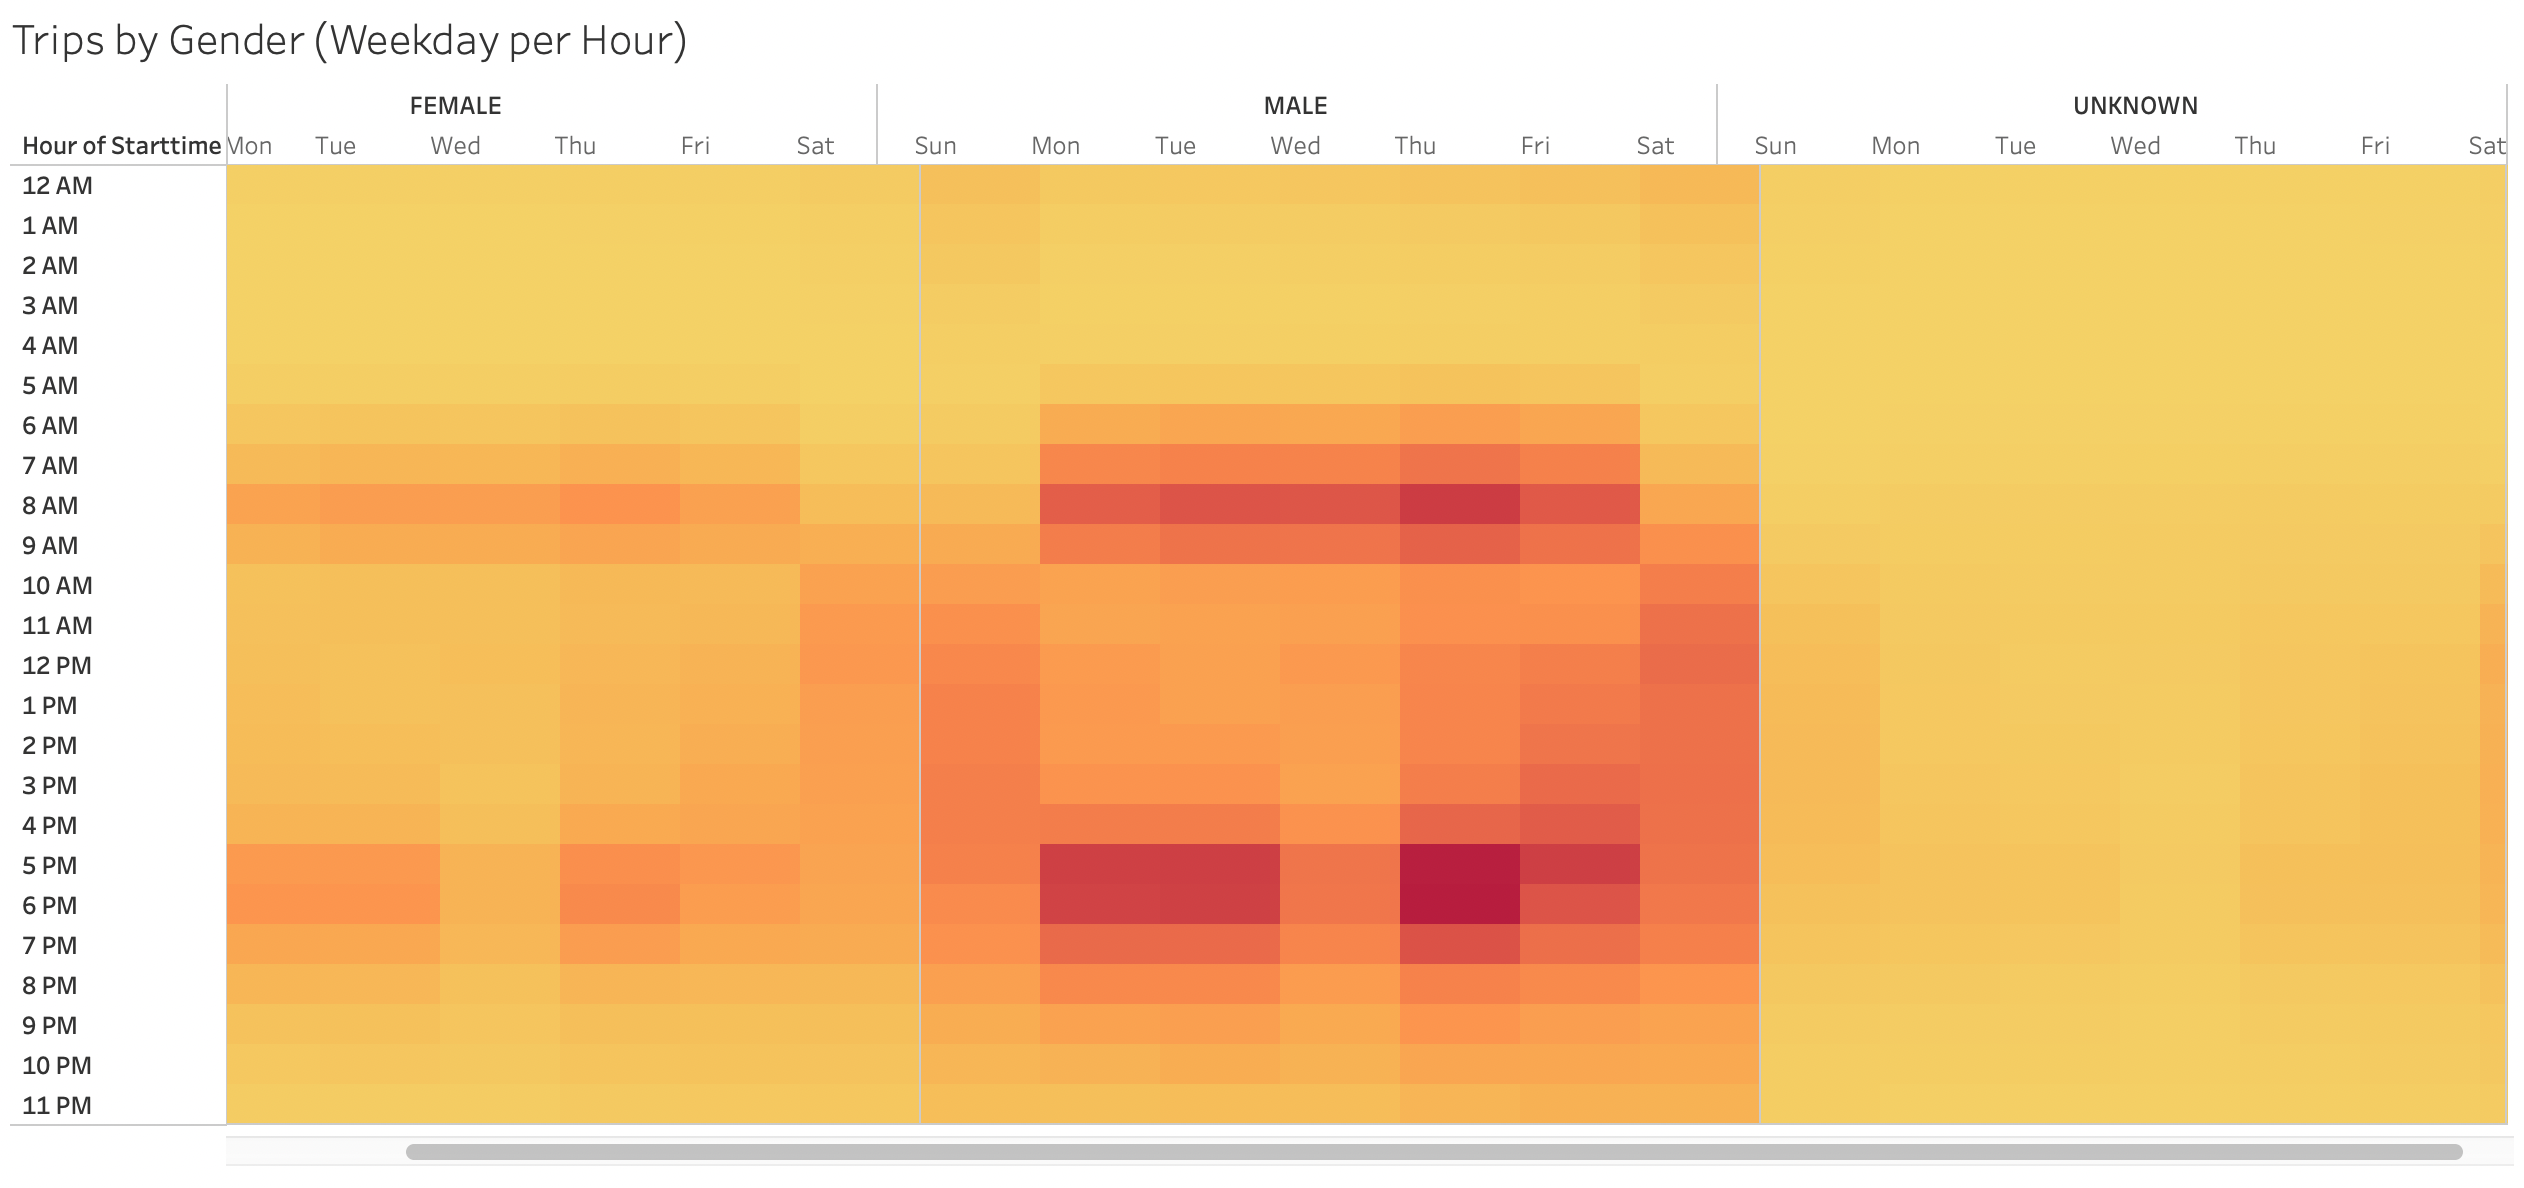 Trips by Gender (Weekday per Hour)
FEMALE MALE UNKNOWN
Hour of Starttime Mon Tue Wed Thu Fri Sat Sun Mon Tue Wed Thu Fri Sat Sun Mon Tue Wed Thu Fri Sat
12 AM
1 AM
2 AM
3 AM
4 AM
5 AM
6 AM
7 AM
8 AM
9 AM
10 AM
11 AM
12 PM
1 PM
2 PM
3 PM
4 PM
5 PM
6 PM
7 PM
8 PM
9 PM
10 PM
11 PM